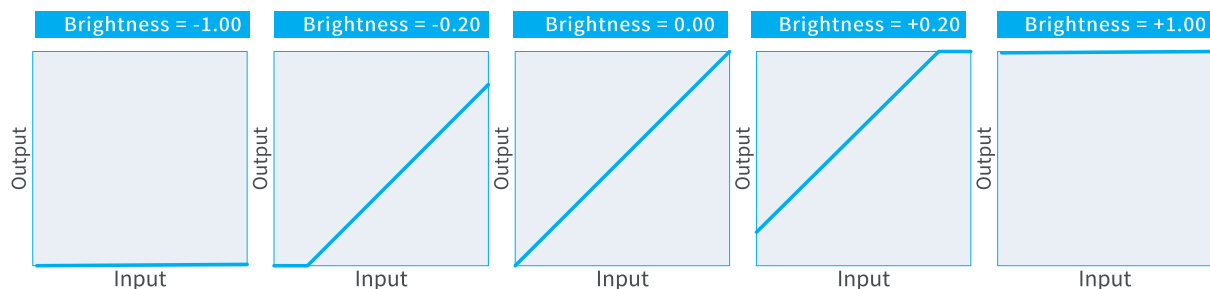 Brightness = -1.00
Brightness = -0.20
Brightness = 0.00
Brightness = +0.20
Brightness = +1.00
Output
Output
Output
Output
Output
Input
Input
Input
Input
Input